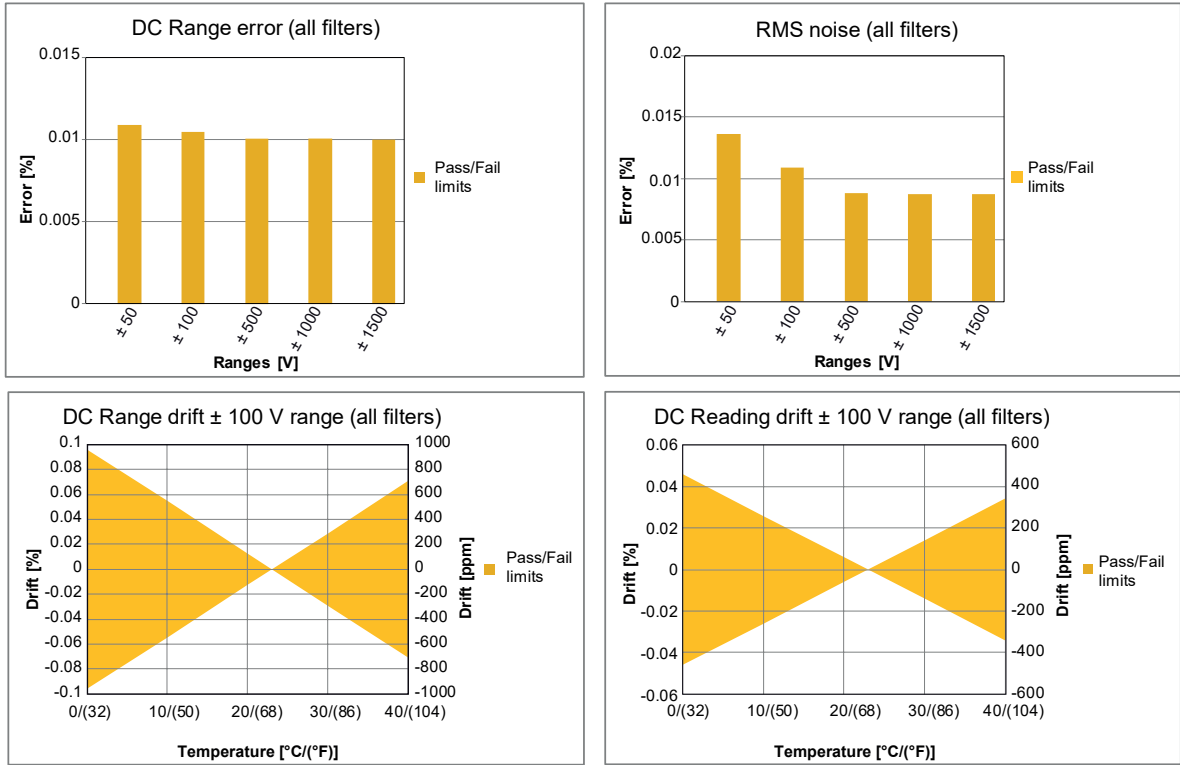 DC Range error (all filters)
0.015
0.01
0.005
0
Error [%]
± 50
± 100
± 500
± 1000
± 1500
Ranges [V]
Pass/Fail
limits
RMS noise (all filters)
0.02
0.015
0.01
0.005
0
Error [%]
± 50
± 100
± 500
± 1000
± 1500
Ranges [V]
Pass/Fail
limits
DC Range drift ± 100 V range (all filters)
0.1
0.08
0.06
0.04
0.02
0
-0.02
-0.04
-0.06
-0.08
-0.1
Drift [%]
1000
800
600
400
200
0
-200
-400
-600
-800
-1000
Drift [ppm]
0/(32)
10/(50)
20/(68)
30/(86)
40/(104)
Temperature [°C/(°F)]
Pass/Fail
limits
DC Reading drift ± 100 V range (all filters)
0.06
0.04
0.02
0
-0.02
-0.04
-0.06
Drift [%]
600
400
200
0
-200
-400
-600
Drift [ppm]
0/(32)
10/(50)
20/(68)
30/(86)
40/(104)
Temperature [°C/(°F)]
Pass/Fail
limits